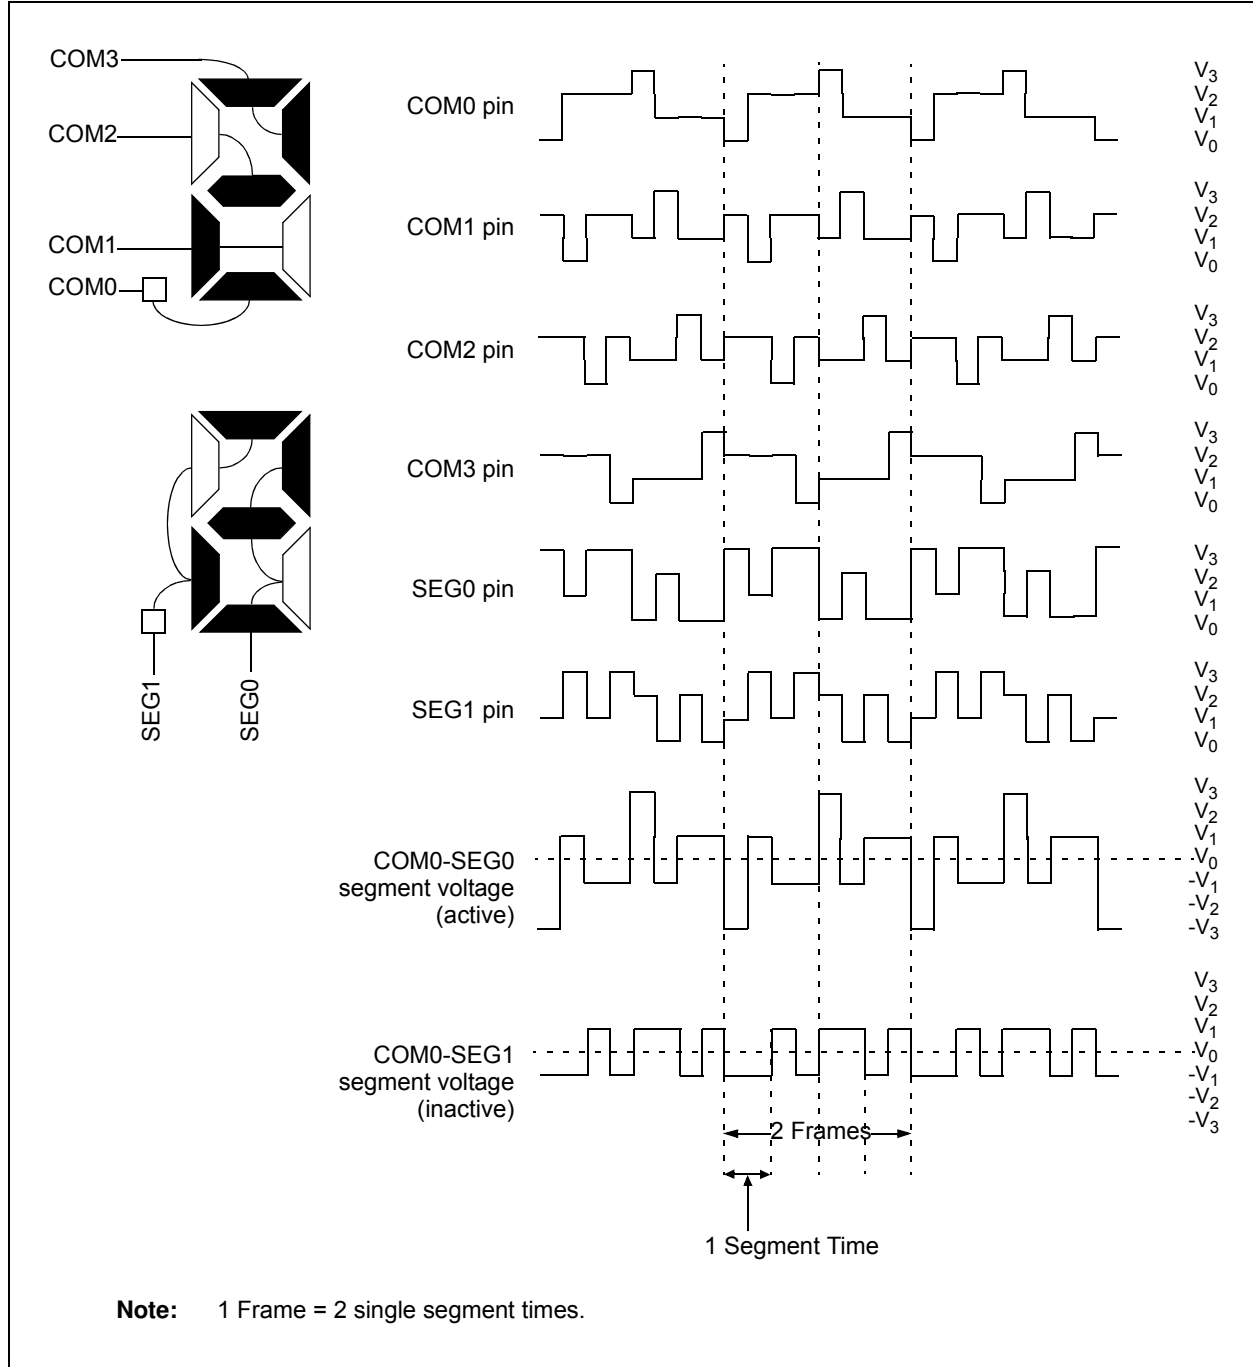 COM3
COM2
COM1
COM0
SEG1
SEG0
COM0 pin
V3
V2
V1
V0
COM1 pin
V3
V2
V1
V0
COM2 pin
V3
V2
V1
V0
COM3 pin
V3
V2
V1
V0
SEG0 pin
V3
V2
V1
V0
SEG1 pin
V3
V2
V1
V0
COM0-SEG0
segment voltage
(active)
V3
V2
V1
V0
-V1
-V2
-V3
COM0-SEG1
segment voltage
(inactive)
V3
V2
V1
V0
-V1
-V2
-V3
2 Frames
1 Segment Time
Note: 1 Frame = 2 single segment times.